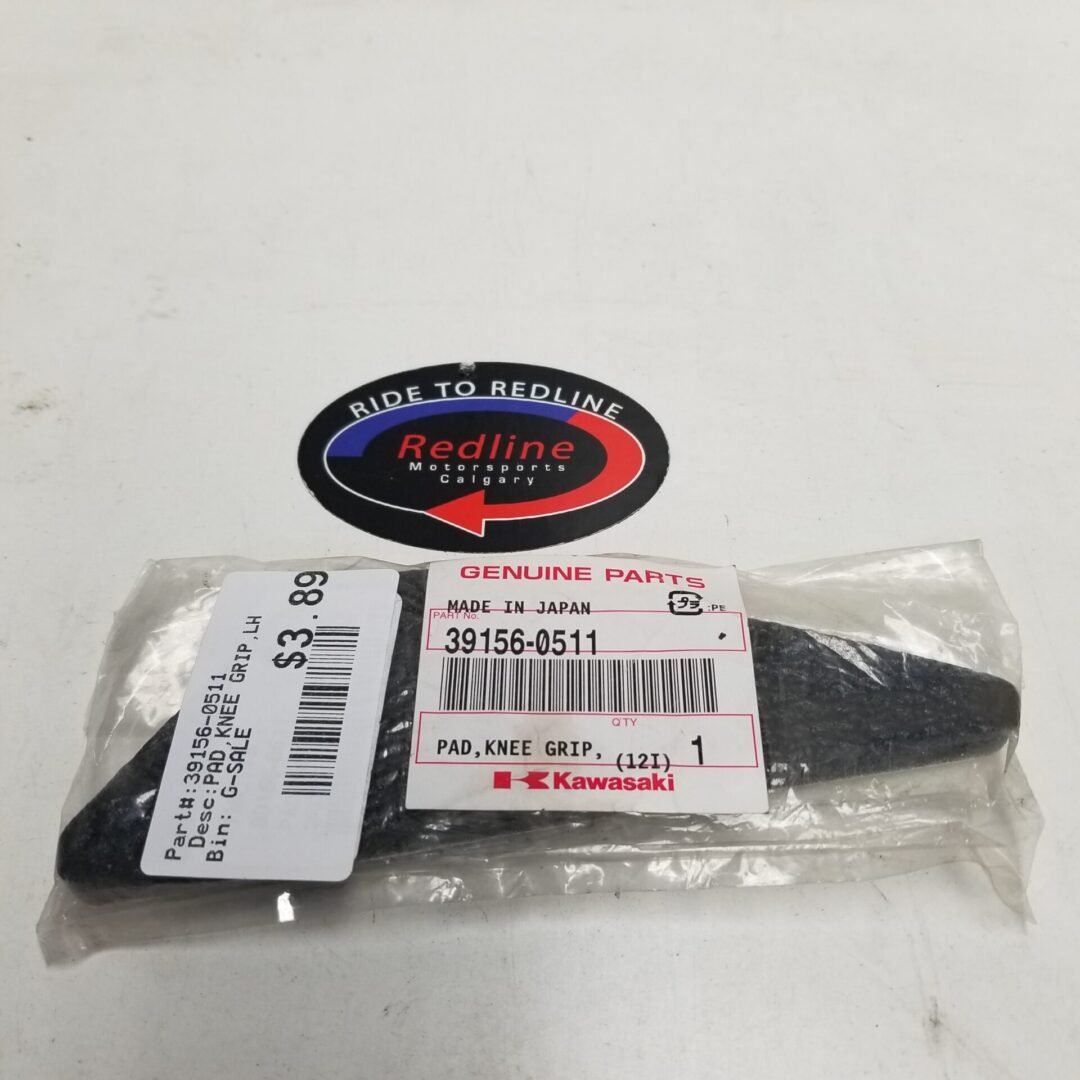 RIDE TO REDLINE
Redline
Motorsports
Calgary
$3.89
Part#:39156-0511
Desc:PAD,KNEE GRIP,LH
Bin: G-SALE
GENUINE PARTS
MADE IN JAPAN
:PE
PART No.
39156-0511
QTY
PAD,KNEE GRIP, (12I) 1
Kawasaki